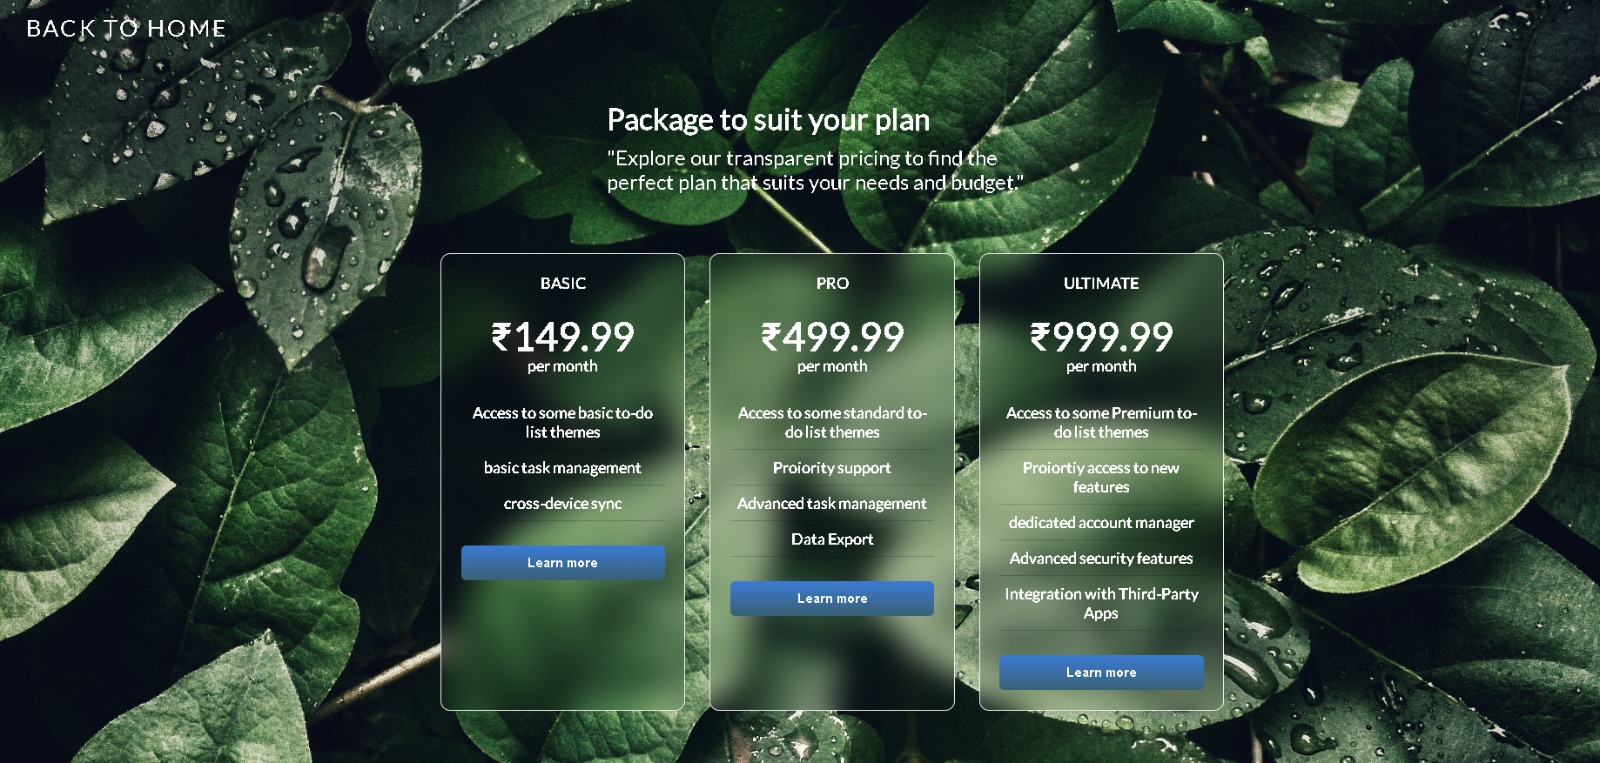 BACK TO HOME
Package to suit your plan
"Explore our transparent pricing to find the
perfect plan that suits your needs and budget."
BASIC
₹149.99
per month
Access to some basic to-do
list themes
basic task management
cross-device sync
Learn more
PRO
₹499.99
per month
Access to some standard to-
do list themes
Proiority support
Advanced task management
Data Export
Learn more
ULTIMATE
₹999.99
per month
Access to some Premium to-
do list themes
Proiortiy access to new
features
dedicated account manager
Advanced security features
Integration with Third-Party
Apps
Learn more